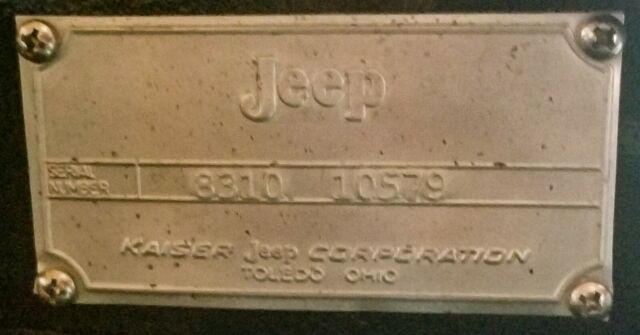 Jeep
SERIAL
NUMBER
8310 10579
KAISER Jeep CORPORATION
TOLEDO OHIO